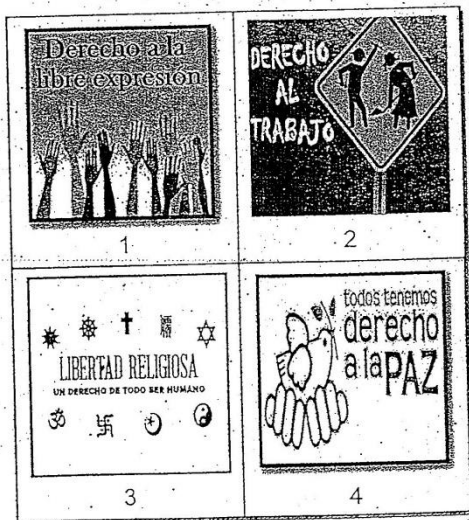 Derecho a la
libre expresión
1
DERECHO
AL
TRABAJO
2
LIBERTAD RELIGIOSA
UN DERECHO DE TODO SER HUMANO
3
todos tenemos
derecho
a la PAZ
4